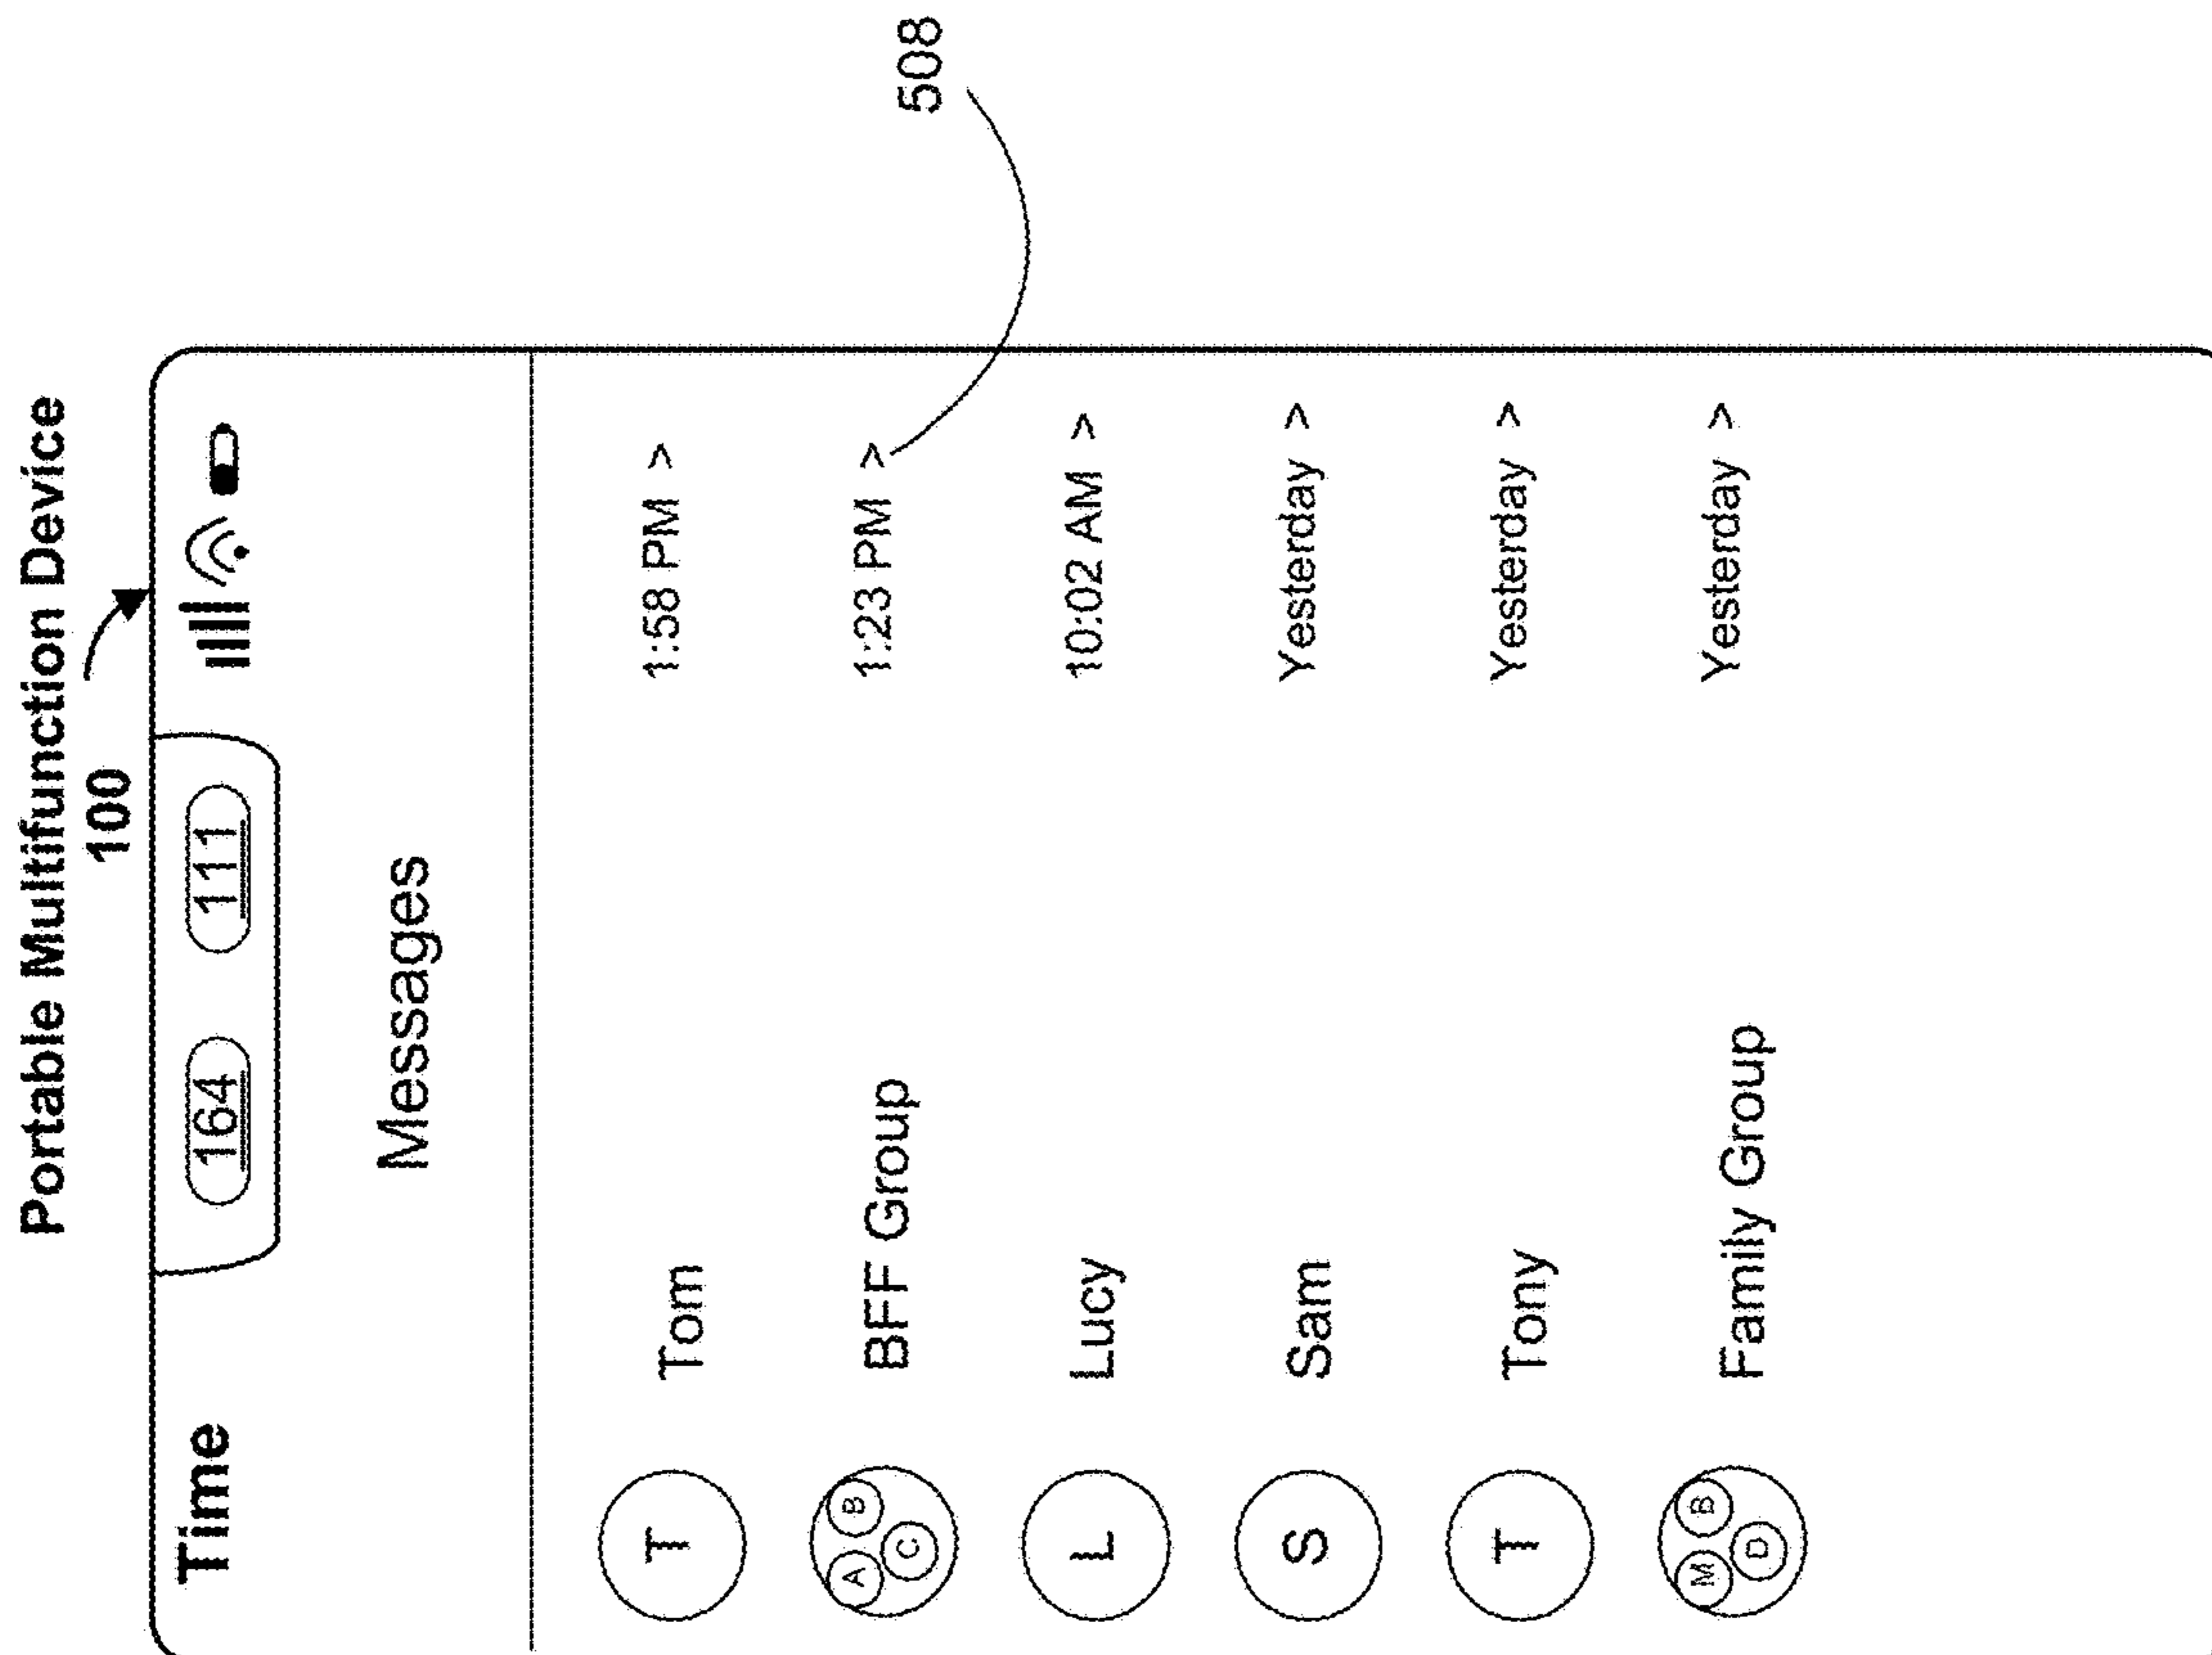 Portable Multifunction Device
100
Time 164 111
Messages
508
T Tom 1:58 PM >
A B C BFF Group 1:23 PM >
L Lucy 10:02 AM >
S Sam Yesterday >
T Tony Yesterday >
M B D Family Group Yesterday >